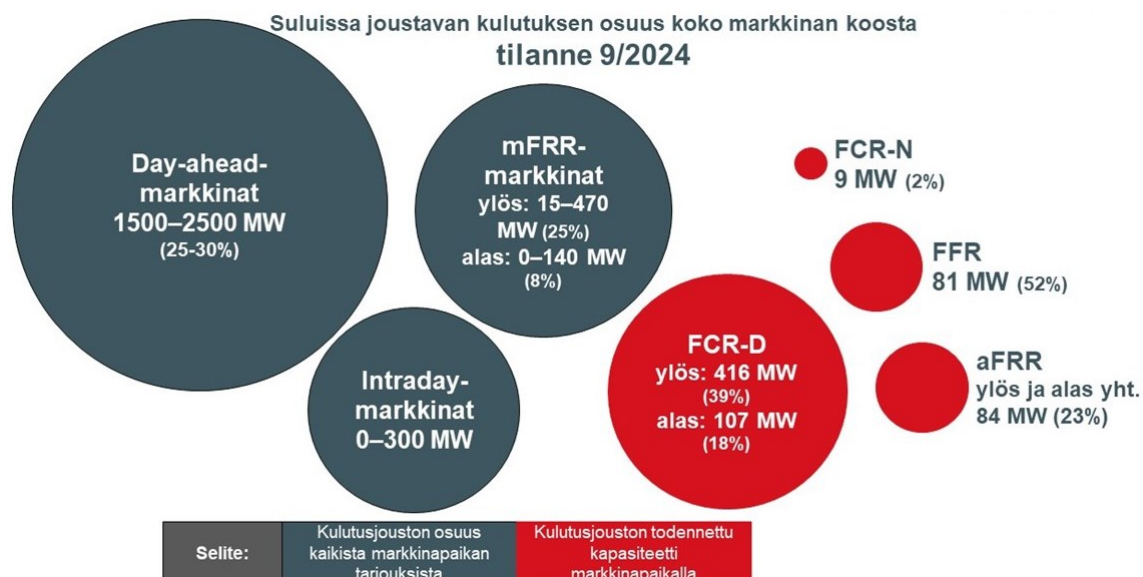 Suluissa joustavan kulutuksen osuus koko markkinan koosta
tilanne 9/2024
Day-ahead-
markkinat
1500–2500 MW
(25-30%)
mFRR-
markkinat
ylös: 15–470
MW (25%)
alas: 0–140 MW
(8%)
Intraday-
markkinat
0–300 MW
FCR-D
ylös: 416 MW
(39%)
alas: 107 MW
(18%)
FCR-N
9 MW (2%)
FFR
81 MW (52%)
aFRR
ylös ja alas yht.
84 MW (23%)
Selite:
Kulutusjouston osuus
kaikista markkinapaikan
tarjouksista
Kulutusjouston todennettu
kapasiteetti
markkinapaikalla